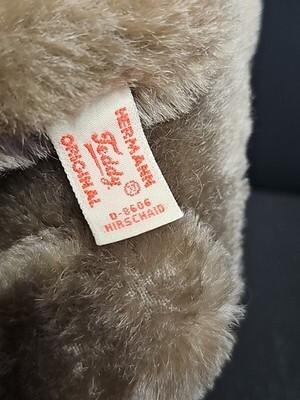 HERMANN
Teddy
ORIGINAL
D-8606
HIRSCHAID